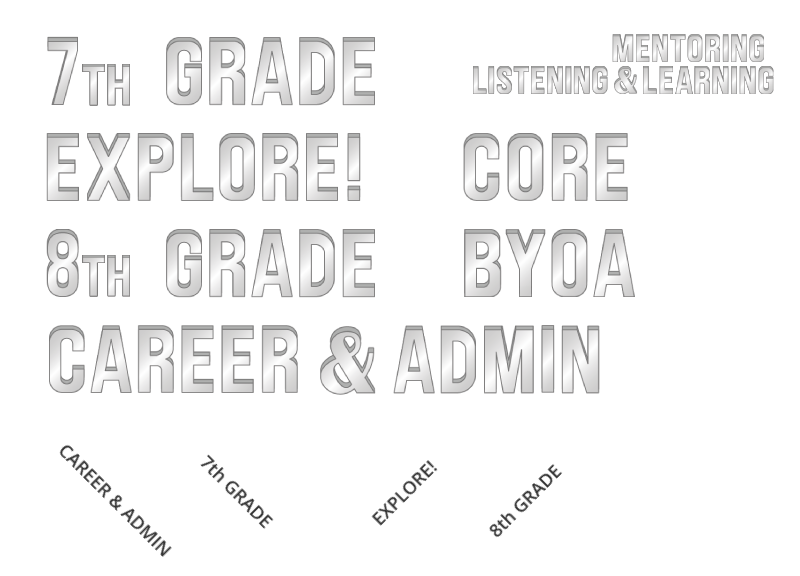 7TH GRADE
MENTORING
LISTENING & LEARNING
EXPLORE!
CORE
8TH GRADE
BYOA
CAREER & ADMIN
CAREER & ADMIN
7th GRADE
EXPLORE!
8th GRADE